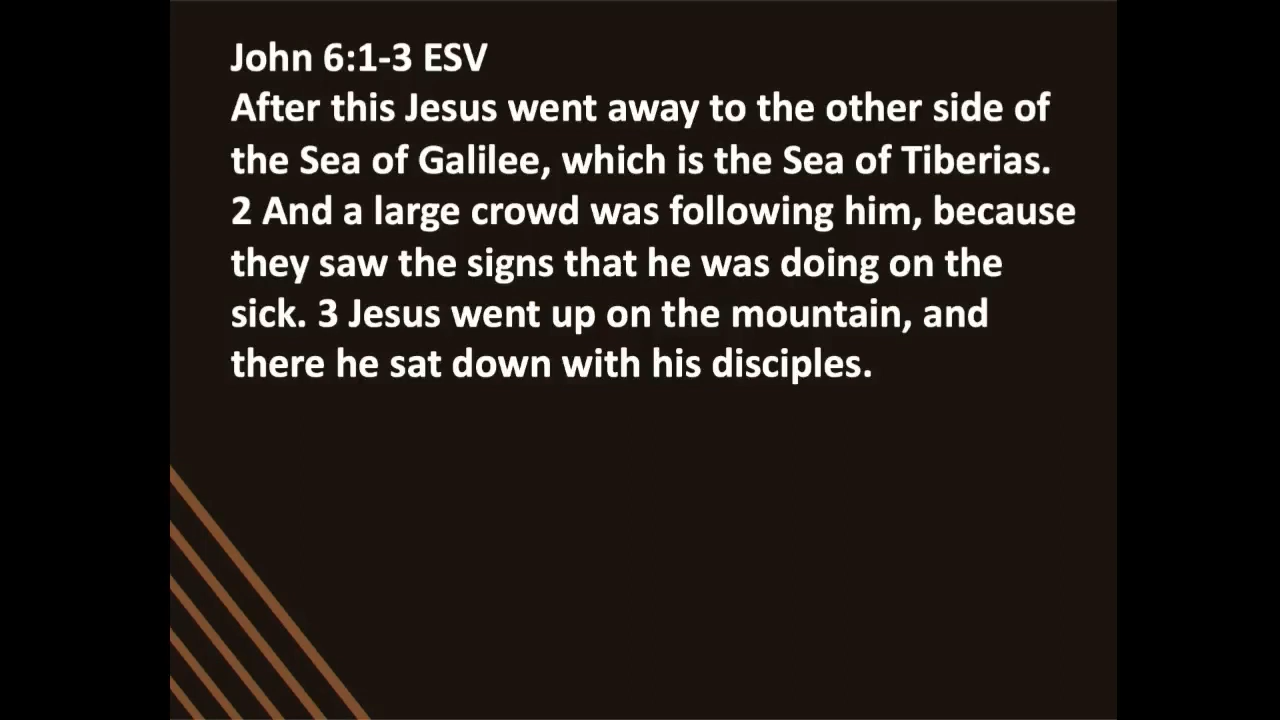 John 6:1-3 ESV
After this Jesus went away to the other side of
the Sea of Galilee, which is the Sea of Tiberias.
2 And a large crowd was following him, because
they saw the signs that he was doing on the
sick. 3 Jesus went up on the mountain, and
there he sat down with his disciples.